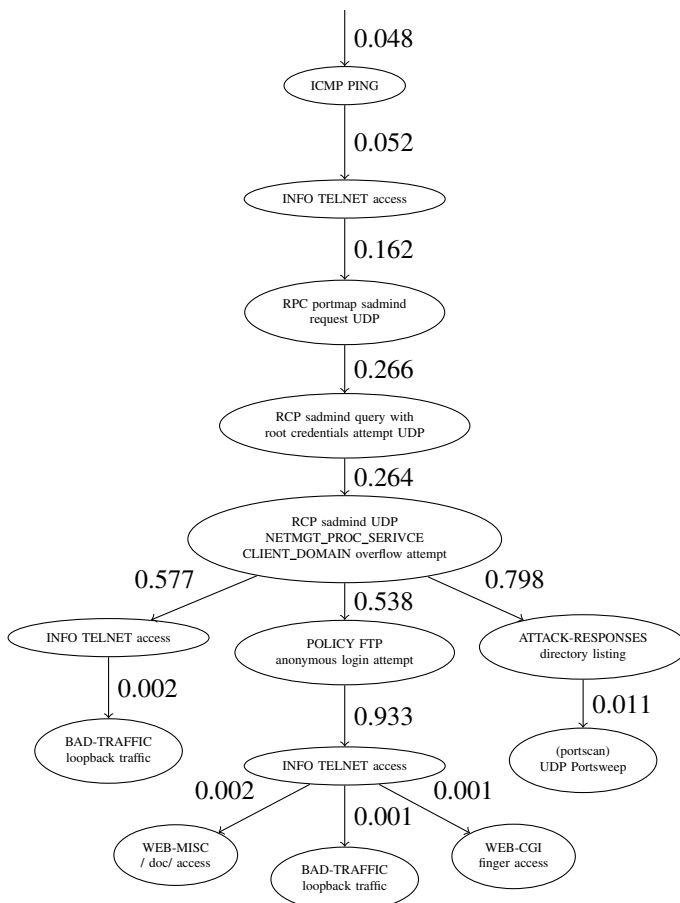 0.048
ICMP PING
0.052
INFO TELNET access
0.162
RPC portmap sadmind
request UDP
0.266
RCP sadmind query with
root credentials attempt UDP
0.264
RCP sadmind UDP
NETMGT_PROC_SERIVCE
CLIENT_DOMAIN overflow attempt
0.577
0.538
0.798
INFO TELNET access
POLICY FTP
anonymous login attempt
ATTACK-RESPONSES
directory listing
0.002
0.933
0.011
BAD-TRAFFIC
loopback traffic
INFO TELNET access
(portscan)
UDP Portsweep
0.002
0.001
0.001
WEB-MISC
/ doc/ access
BAD-TRAFFIC
loopback traffic
WEB-CGI
finger access